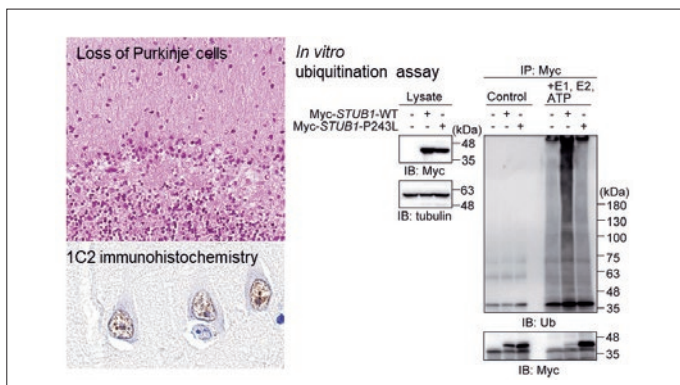 Loss of Purkinje cells
1C2 immunohistochemistry
In vitro
ubiquitination assay
IP: Myc
+E1, E2,
ATP
Lysate
Control
Myc-STUB1-WT - + - - + - - + -
Myc-STUB1-P243L - - + - - + - - +
(kDa)
48
35
IB: Myc
63
48
IB: tubulin
(kDa)
180
130
100
75
63
48
35
IB: Ub
48
35
IB: Myc